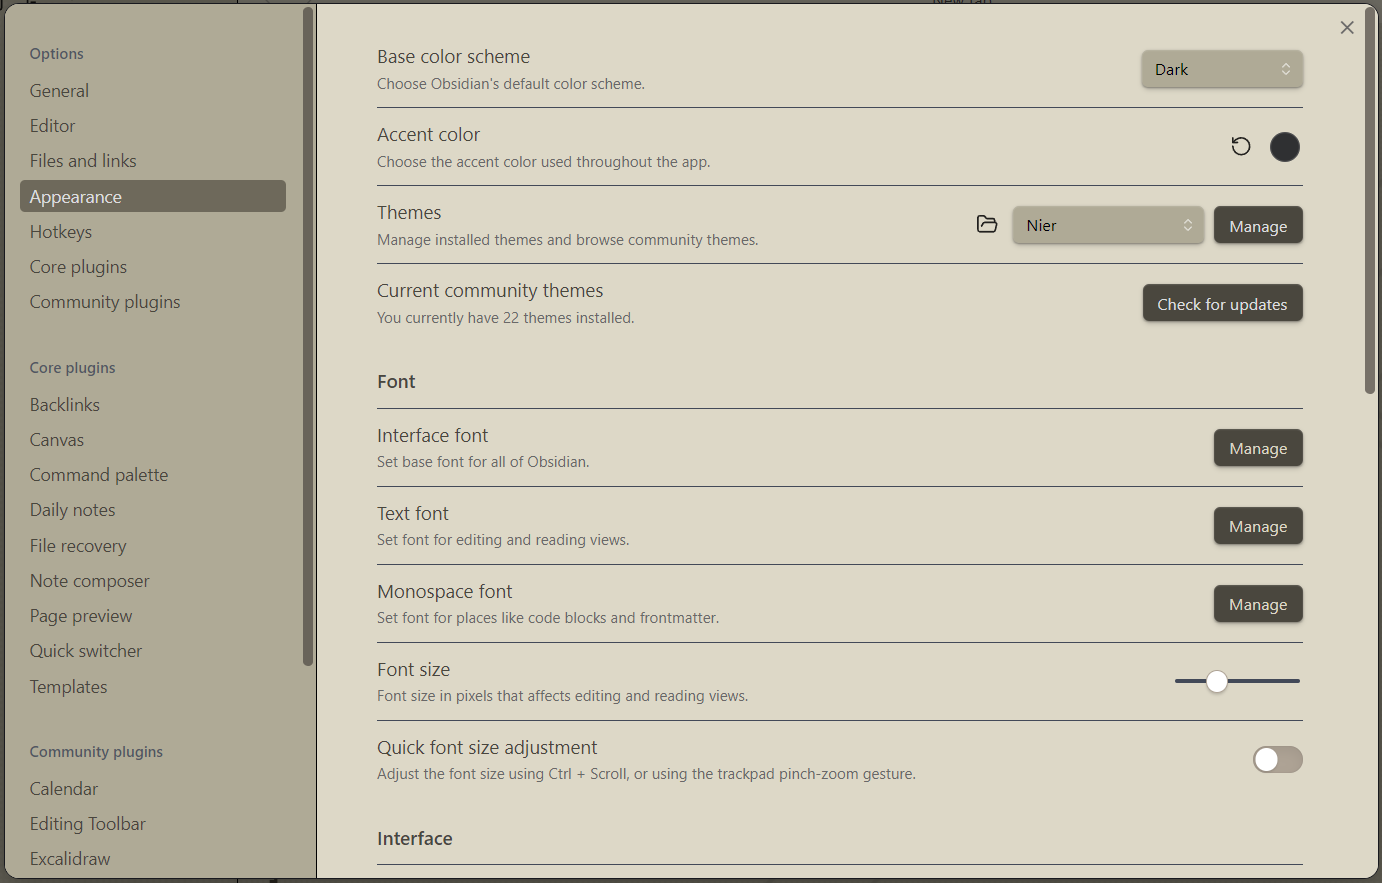 Options
General
Editor
Files and links
Appearance
Hotkeys
Core plugins
Community plugins
Core plugins
Backlinks
Canvas
Command palette
Daily notes
File recovery
Note composer
Page preview
Quick switcher
Templates
Community plugins
Calendar
Editing Toolbar
Excalidraw
Base color scheme
Choose Obsidian's default color scheme.
Dark
Accent color
Choose the accent color used throughout the app.
Themes
Manage installed themes and browse community themes.
Nier
Manage
Current community themes
You currently have 22 themes installed.
Check for updates
Font
Interface font
Set base font for all of Obsidian.
Manage
Text font
Set font for editing and reading views.
Manage
Monospace font
Set font for places like code blocks and frontmatter.
Manage
Font size
Font size in pixels that affects editing and reading views.
Quick font size adjustment
Adjust the font size using Ctrl + Scroll, or using the trackpad pinch-zoom gesture.
Interface